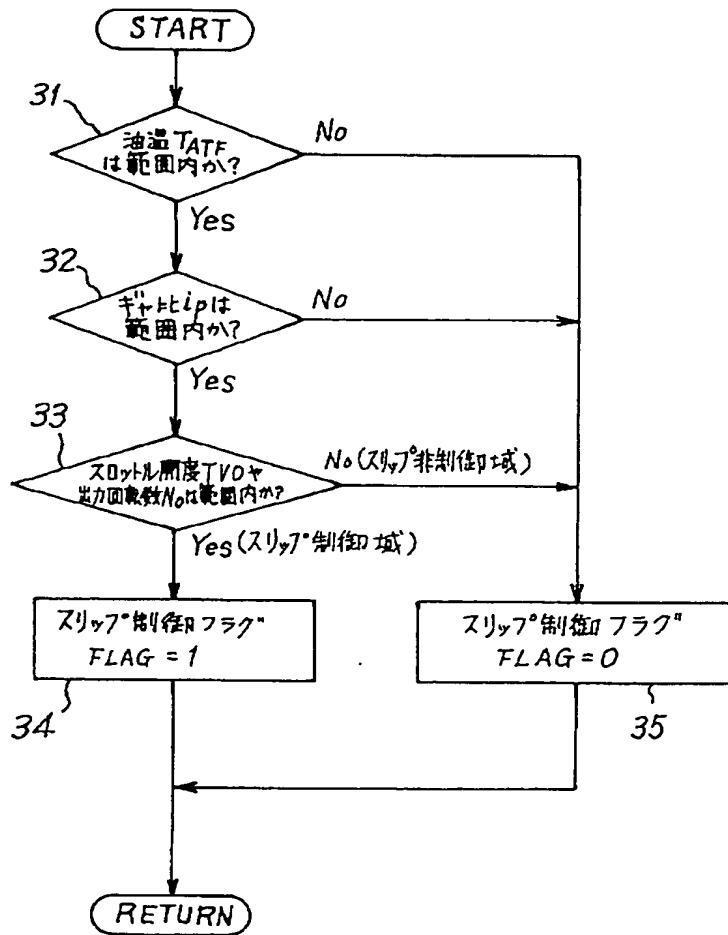 START
31
油温TATF
は範囲内か?
No
Yes
32
ギヤ比ipは
範囲内か?
No
Yes
33
スロットル開度TVOや
出力回転数Noは範囲内か?
No(スリップ非制御域)
Yes(スリップ制御域)
スリップ制御フラグ
FLAG=1
34
スリップ制御フラグ
FLAG=0
35
RETURN